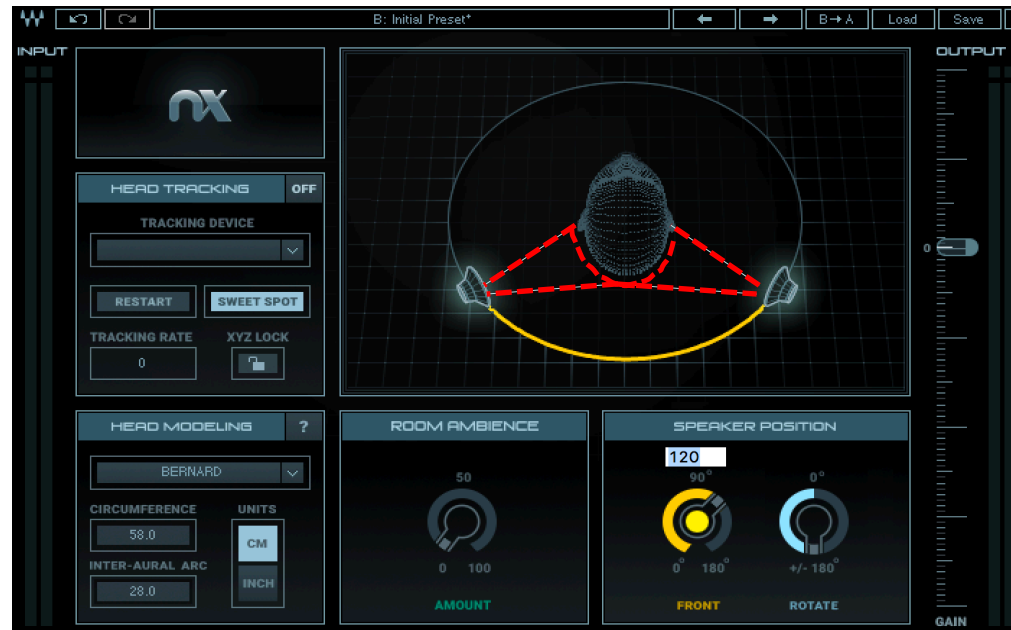 B: Initial Preset*
B→A
Load
Save
INPUT
OUTPUT
nx
HEAD TRACKING
OFF
TRACKING DEVICE
RESTART
SWEET SPOT
TRACKING RATE
XYZ LOCK
0
0
HEAD MODELING
?
BERNARD
CIRCUMFERENCE
UNITS
58.0
CM
INTER-AURAL ARC
28.0
INCH
ROOM AMBIENCE
50
0
100
AMOUNT
SPEAKER POSITION
120
90°
0°
0°
180°
+/- 180°
FRONT
ROTATE
GAIN